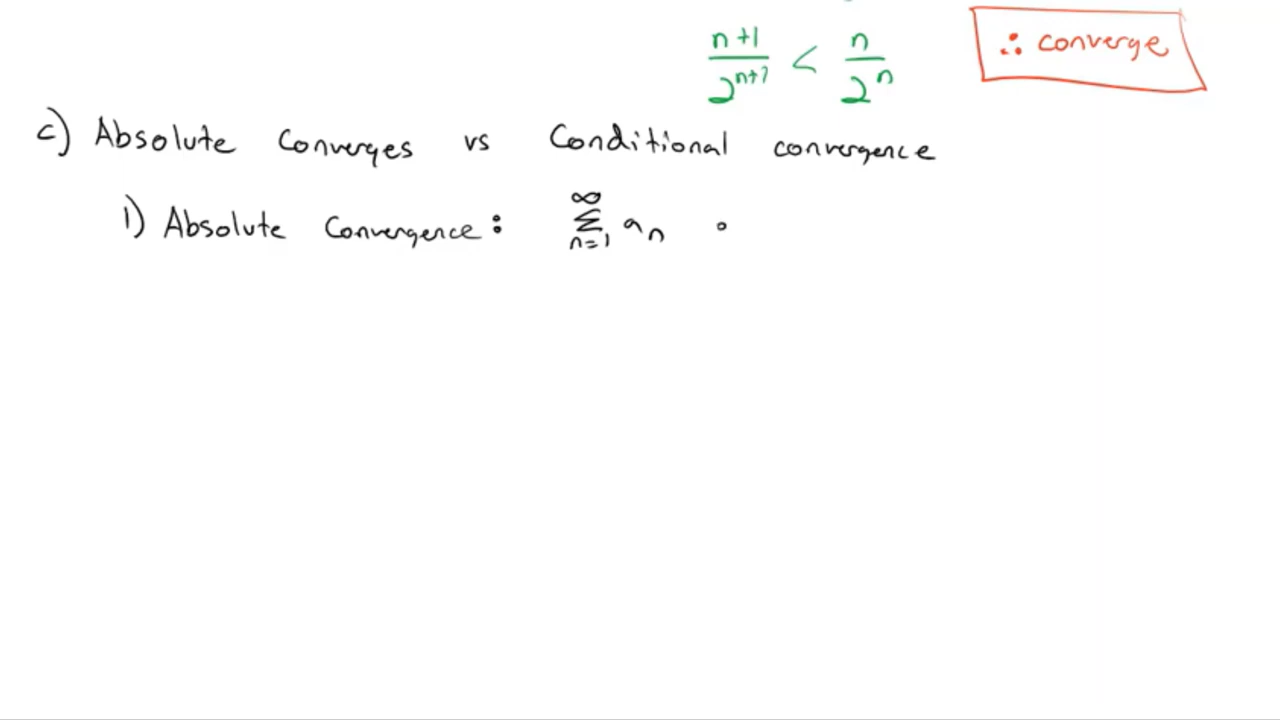 n+1/2^{n+1} < n/2^n
∴ converge
c) Absolute Converges vs Conditional convergence
1) Absolute Convergence: ∞∑n=1 a_n